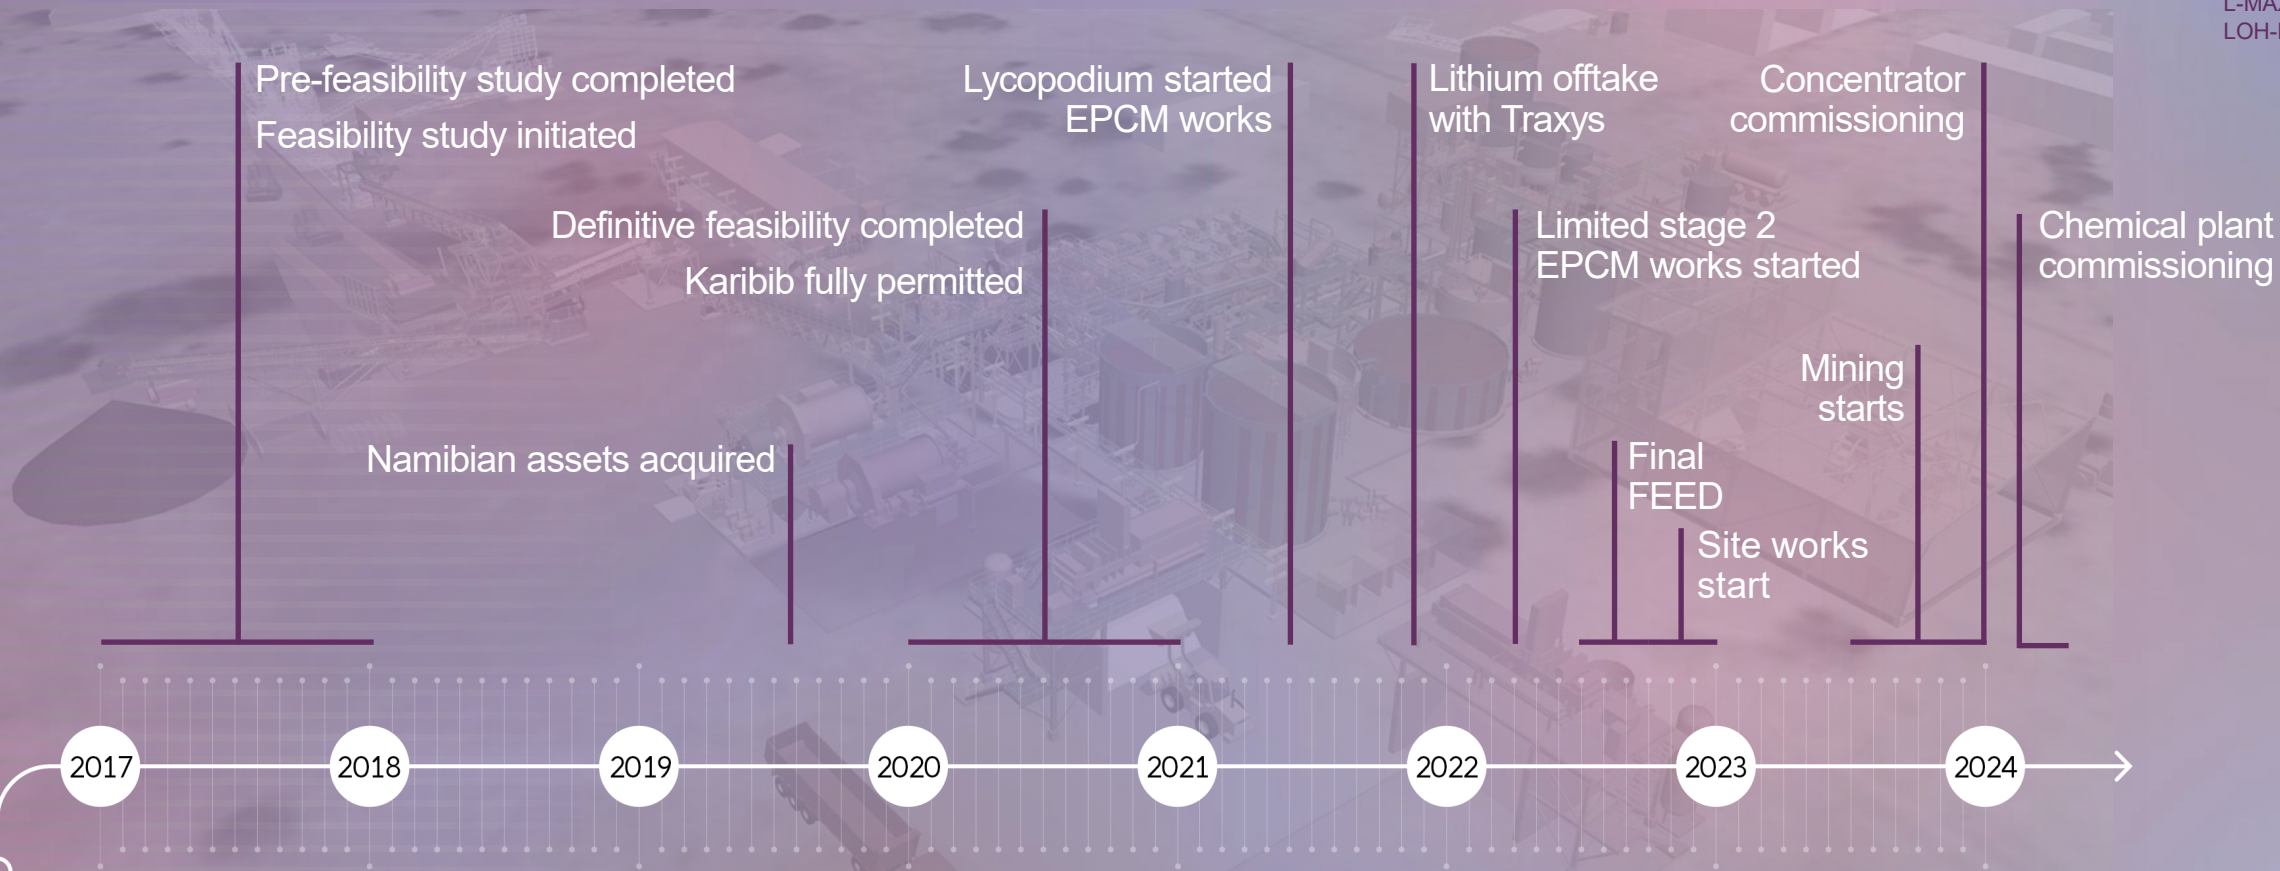 L-MA
LOH-
Pre-feasibility study completed
Feasibility study initiated
Lycopodium started
EPCM works
Lithium offtake
with Traxys
Concentrator
commissioning
Definitive feasibility completed
Karibib fully permitted
Limited stage 2
EPCM works started
Chemical plant
commissioning
Mining
starts
Namibian assets acquired
Final
FEED
Site works
start
2017
2018
2019
2020
2021
2022
2023
2024